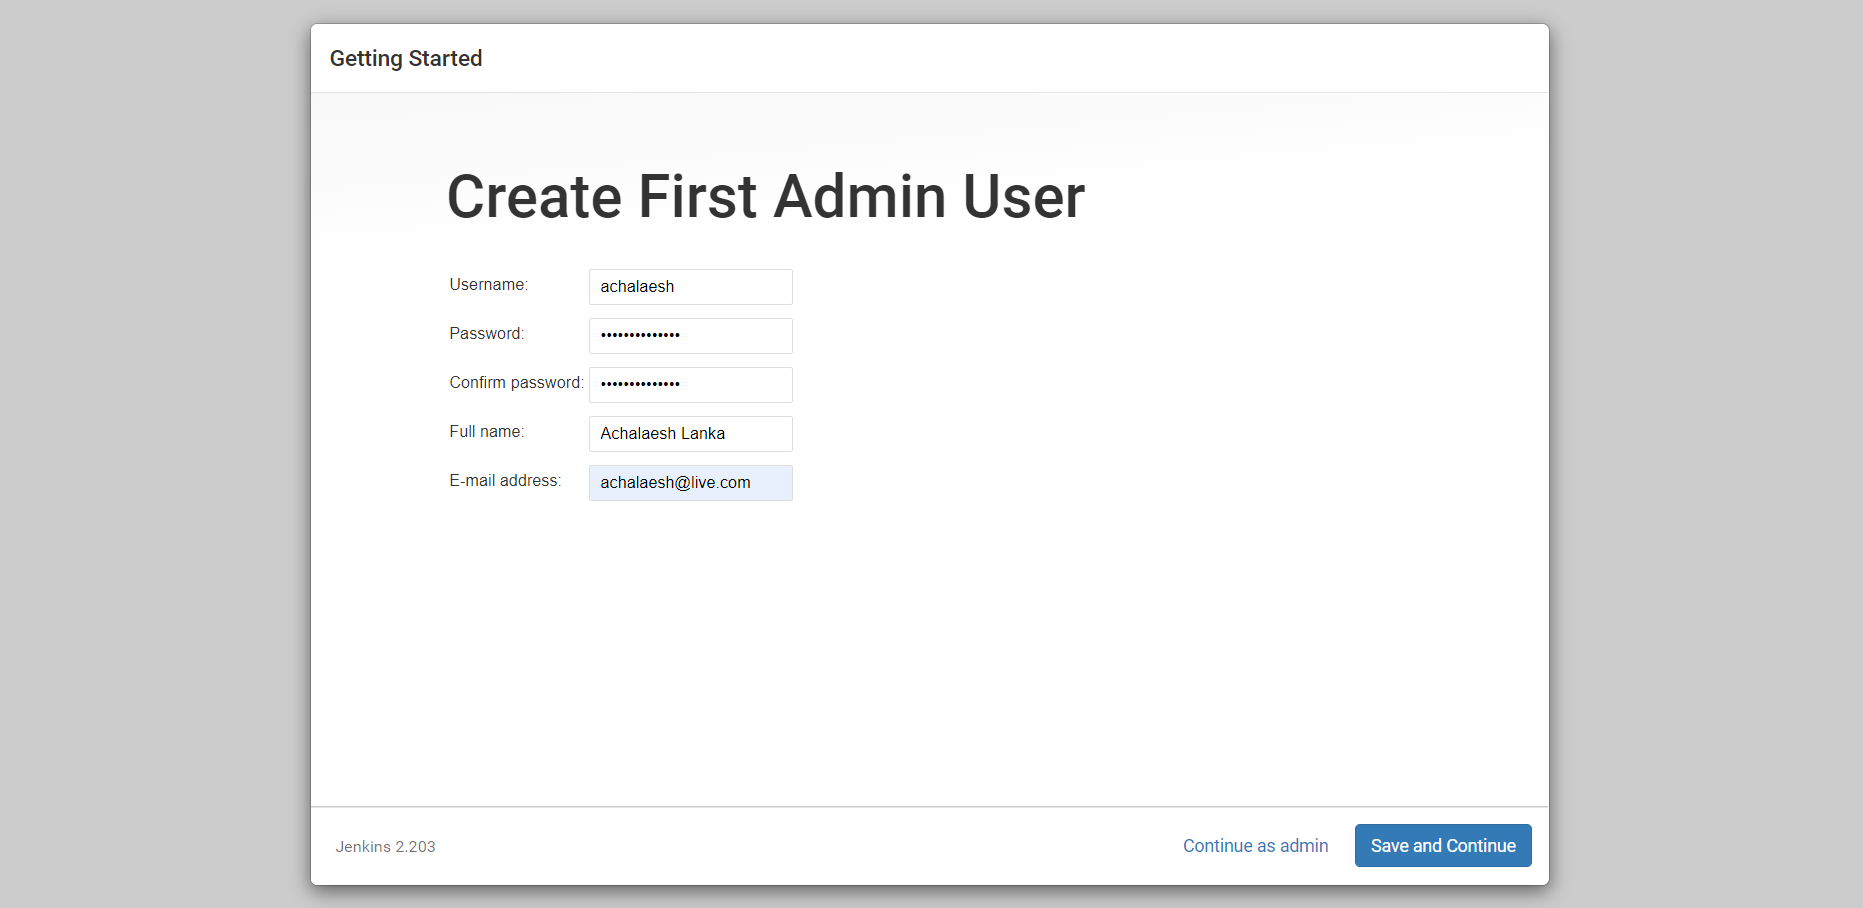 Getting Started
Create First Admin User
Username: achalaesh
Password: ••••••••••••••
Confirm password: ••••••••••••••
Full name: Achalaesh Lanka
E-mail address: achalaesh@live.com
Jenkins 2.203 Continue as admin Save and Continue